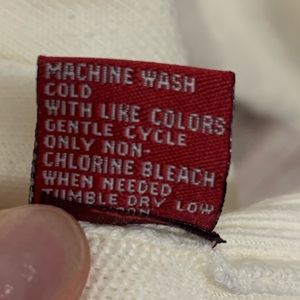 MACHINE WASH
COLD
WITH LIKE COLORS
GENTLE CYCLE
ONLY NON-
CHLORINE BLEACH
WHEN NEEDED
TUMBLE DRY LOW